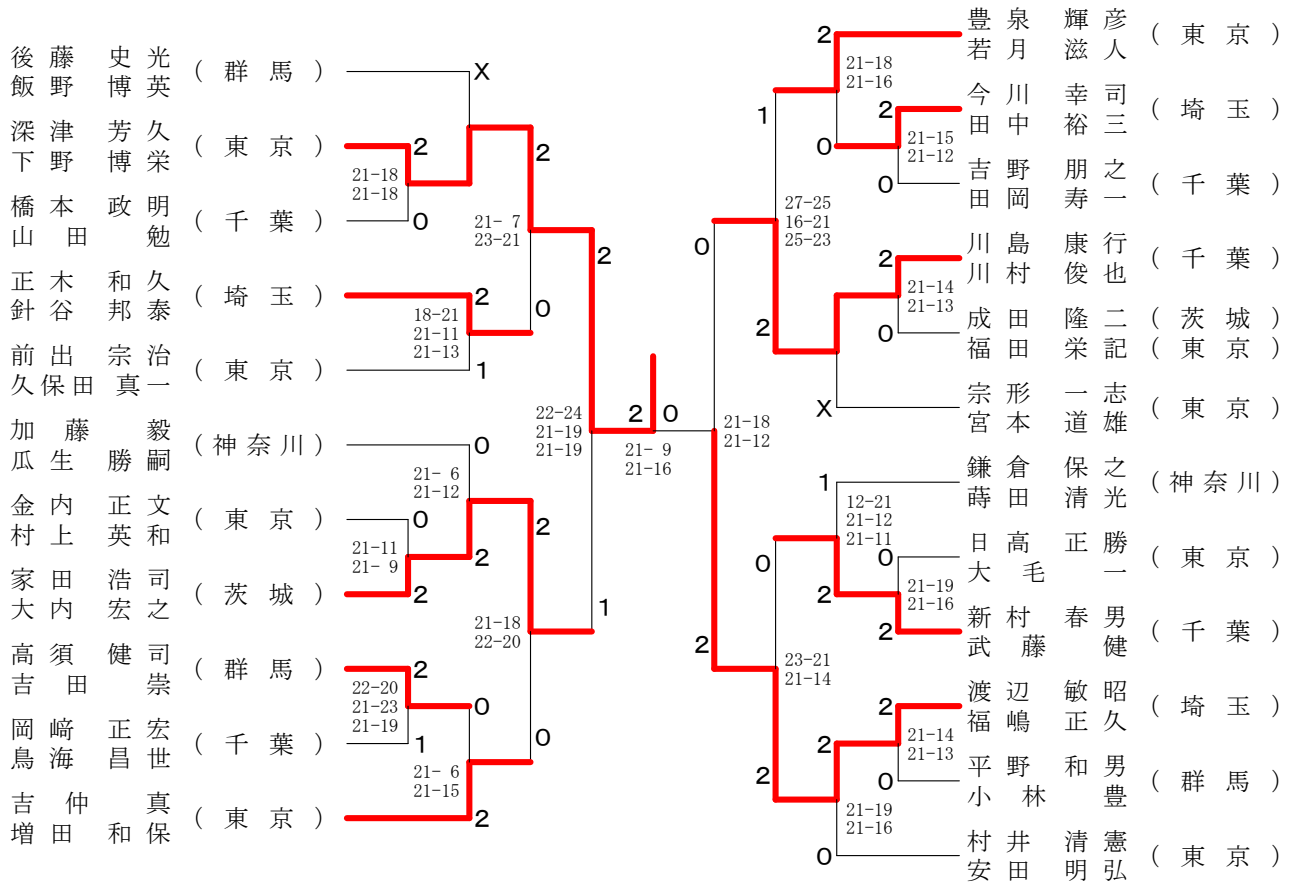 後藤 史光
飯野 博英
(群馬)
X
深津 芳久
下野 博栄
(東京)
2
21-18
21-18
橋本 政明
山田 勉
(千葉)
0
2
21- 7
23-21
正木 和久
針谷 邦泰
(埼玉)
2
18-21
21-11
21-13
0
前出 宗治
久保田 真一
(東京)
1
2
22-24
21-19
21-19
加藤 毅
瓜生 勝嗣
(神奈川)
0
21- 6
21-12
金内 正文
村上 英和
(東京)
0
21-11
21- 9
2
2
家田 浩司
大内 宏之
(茨城)
2
21-18
22-20
1
高須 健司
吉田 崇
(群馬)
2
22-20
21-23
21-19
0
岡﨑 正宏
鳥海 昌世
(千葉)
1
0
21- 6
21-15
吉仲 真
増田 和保
(東京)
2
2 0
21- 9
21-16
豊泉 輝彦
若月 滋人
(東京)
2
21-18
21-16
今川 幸司
田中 裕三
(埼玉)
2
21-15
21-12
0
吉野 朋之
田岡 寿一
(千葉)
0
1
27-25
16-21
25-23
0
川島 康行
川村 俊也
(千葉)
2
21-14
21-13
成田 隆二 (茨城)
福田 栄記 (東京)
0
2
宗形 一志
宮本 道雄
(東京)
X
21-18
21-12
鎌倉 保之
蒔田 清光
(神奈川)
1
12-21
21-12
21-11
日高 正勝
大毛 一
(東京)
0
21-19
21-16
0
2
新村 春男
武藤 健
(千葉)
2
2
23-21
21-14
渡辺 敏昭
福嶋 正久
(埼玉)
2
21-14
21-13
2
平野 和男
小林 豊
(群馬)
0
2
21-19
21-16
村井 清憲
安田 明弘
(東京)
0